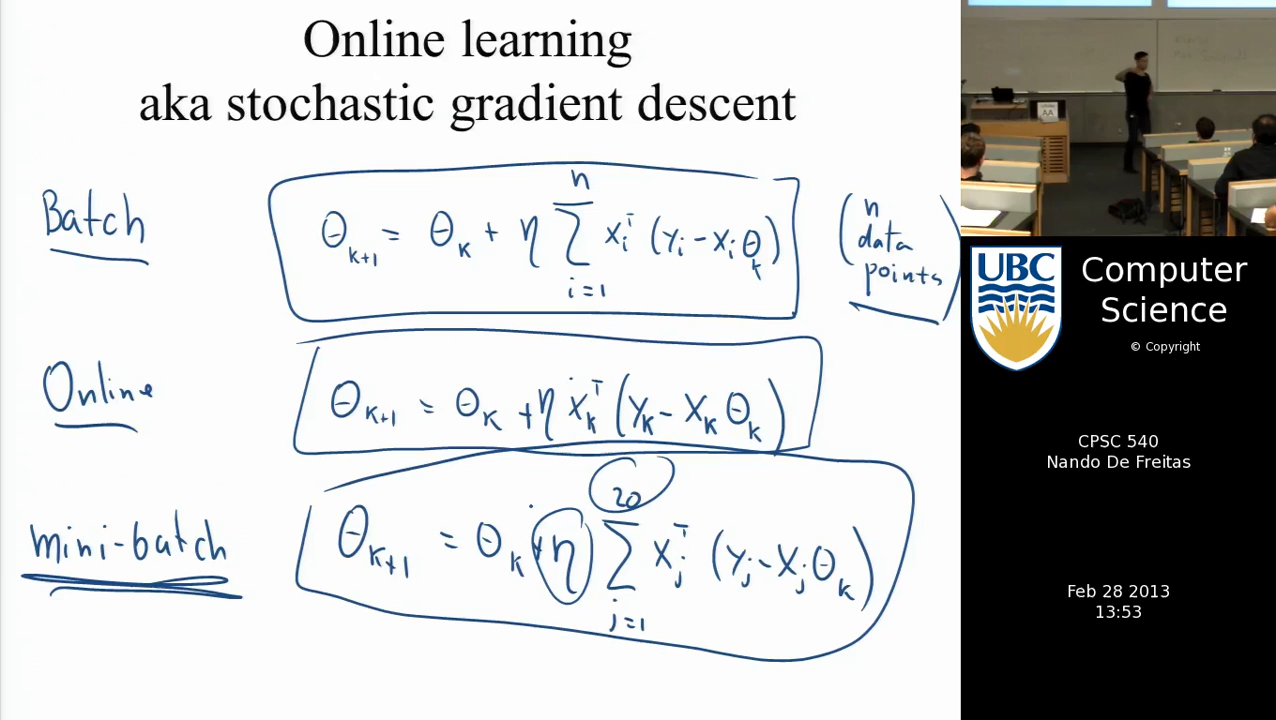 Online learning
aka stochastic gradient descent
Batch
θ_{k+1} = θ_k + η Σ_{i=1}^{n} x_i^T (y_i - x_i θ_k)
(n data points)
Online
θ_{k+1} = θ_k + η x_k^T (y_k - x_k θ_k)
mini-batch
θ_{k+1} = θ_k + η Σ_{j=1}^{20} x_j^T (y_j - x_j θ_k)
UBC
Computer
Science
© Copyright
CPSC 540
Nando De Freitas
Feb 28 2013
13:53